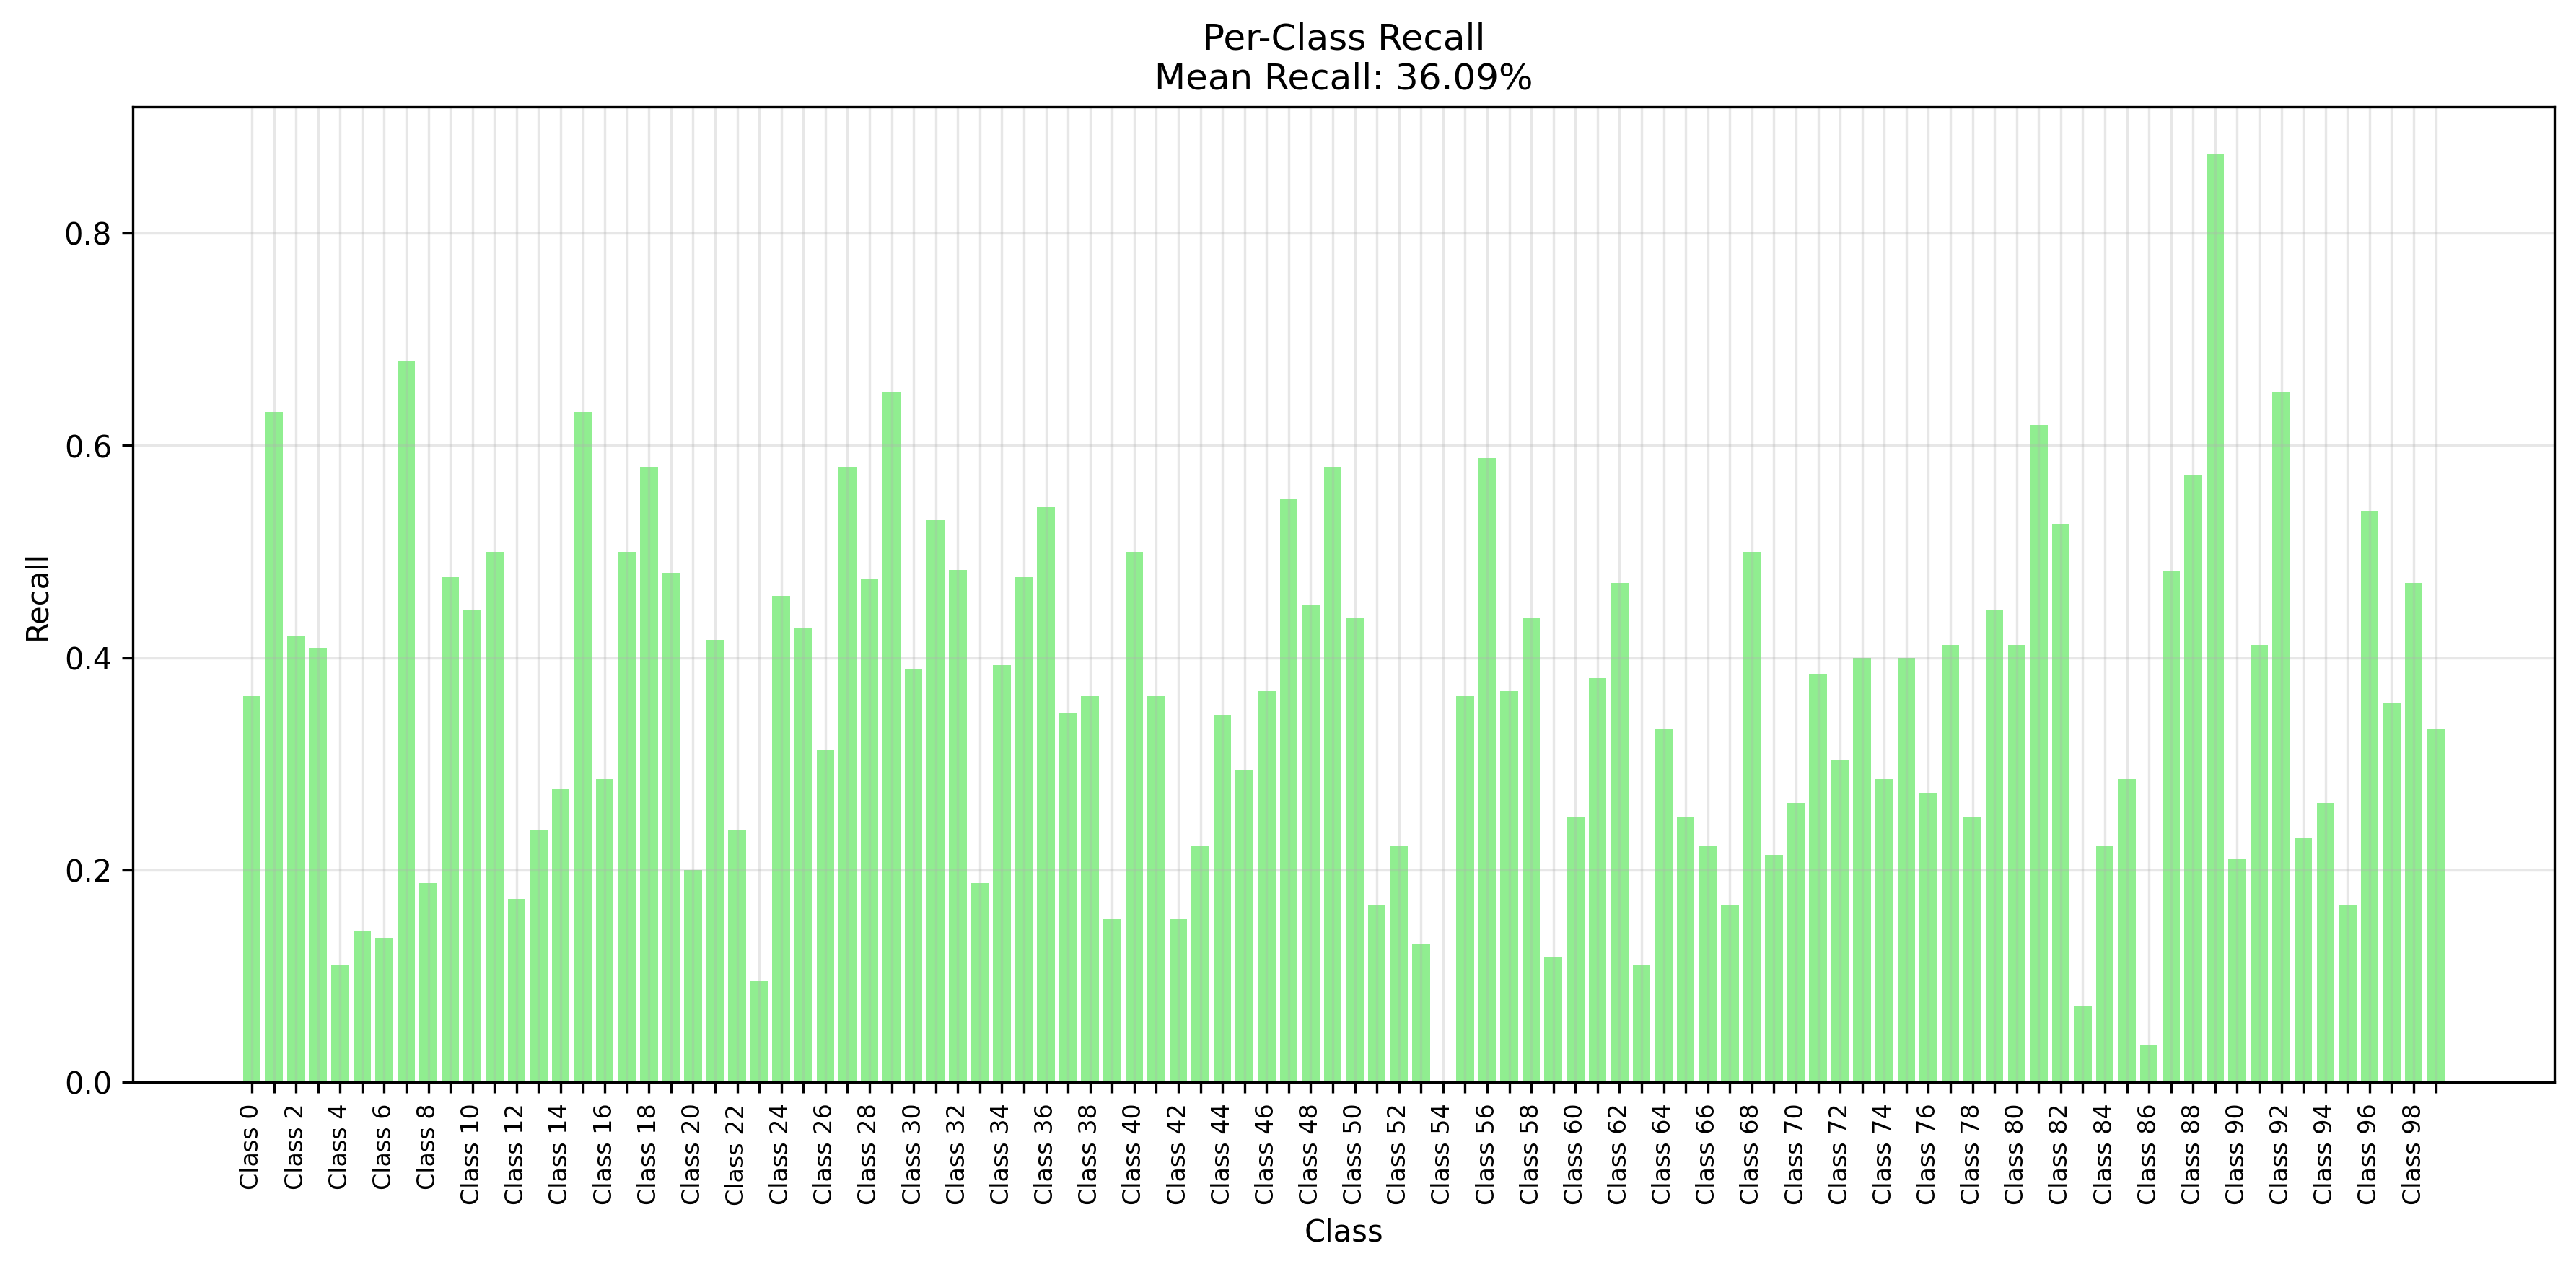 Per-Class Recall
Mean Recall: 36.09%
Recall
0.8
0.6
0.4
0.2
0.0
Class 0
Class 2
Class 4
Class 6
Class 8
Class 10
Class 12
Class 14
Class 16
Class 18
Class 20
Class 22
Class 24
Class 26
Class 28
Class 30
Class 32
Class 34
Class 36
Class 38
Class 40
Class 42
Class 44
Class 46
Class 48
Class 50
Class 52
Class 54
Class 56
Class 58
Class 60
Class 62
Class 64
Class 66
Class 68
Class 70
Class 72
Class 74
Class 76
Class 78
Class 80
Class 82
Class 84
Class 86
Class 88
Class 90
Class 92
Class 94
Class 96
Class 98
Class